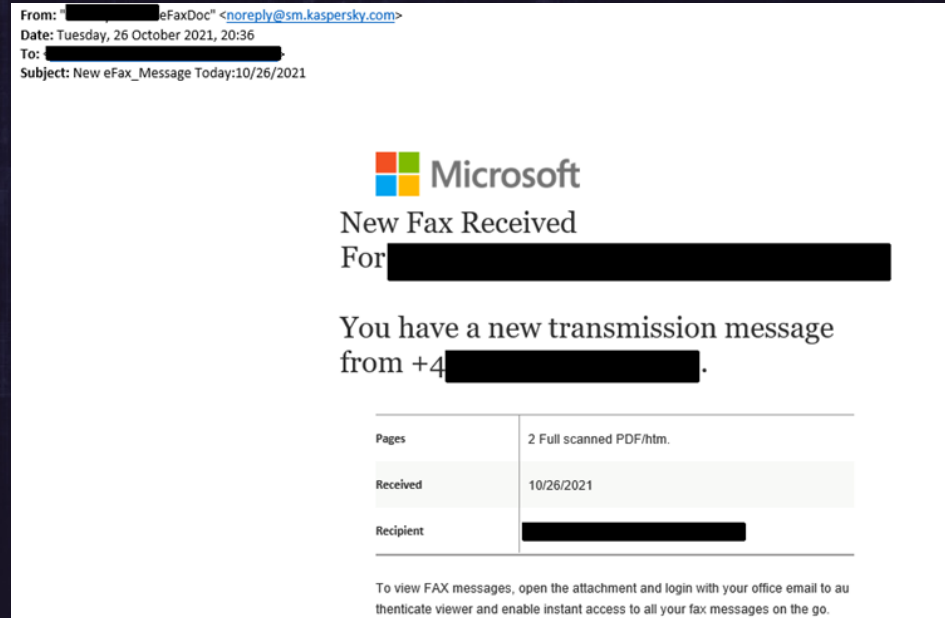 From: " eFaxDoc" <noreply@sm.kaspersky.com>
Date: Tuesday, 26 October 2021, 20:36
To: < >
Subject: New eFax_Message Today:10/26/2021
Microsoft
New Fax Received
For
You have a new transmission message
from +4 .
Pages 2 Full scanned PDF/htm.
Received 10/26/2021
Recipient
To view FAX messages, open the attachment and login with your office email to au
thenticate viewer and enable instant access to all your fax messages on the go.